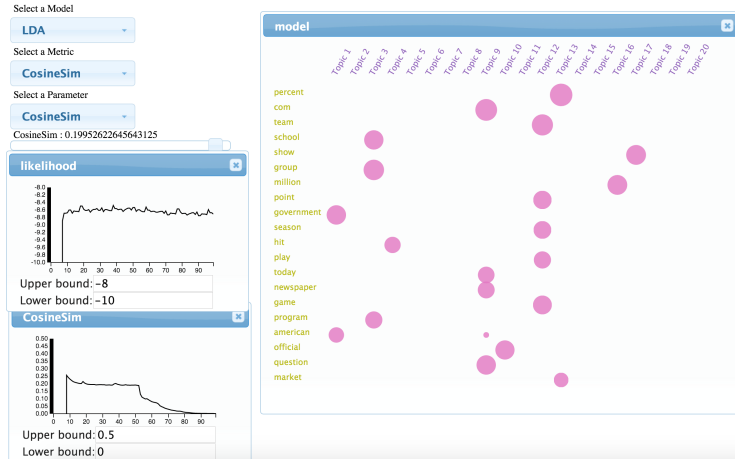 Select a Model
LDA
Select a Metric
CosineSim
Select a Parameter
CosineSim
CosineSim : 0.19952622645643125
likelihood
-8.0
-8.2
-8.4
-8.6
-8.8
-9.0
-9.2
-9.4
-9.6
-9.8
-10.0
0 10 20 30 40 50 60 70 80 90
Upper bound: -8
Lower bound: -10
CosineSim
0.50
0.45
0.40
0.35
0.30
0.25
0.20
0.15
0.10
0.05
0.00
0 10 20 30 40 50 60 70 80 90
Upper bound: 0.5
Lower bound: 0
model
Topic 1 Topic 2 Topic 3 Topic 4 Topic 5 Topic 6 Topic 7 Topic 8 Topic 9 Topic 10 Topic 11 Topic 12 Topic 13 Topic 14 Topic 15 Topic 16 Topic 17 Topic 18 Topic 19 Topic 20
percent
com
team
school
show
group
million
point
government
season
hit
play
today
newspaper
game
program
american
official
question
market